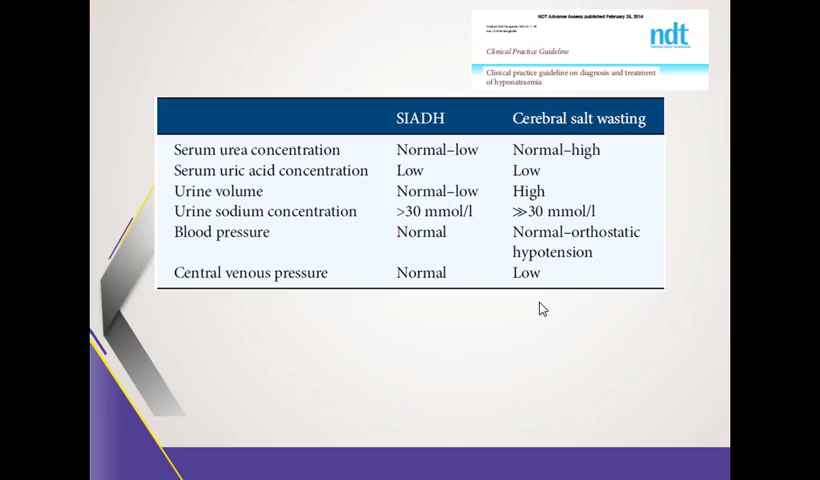 NDT Advance Access published February 25, 2014
ndt
Clinical Practice Guideline
Clinical practice guideline on diagnosis and treatment
of hyponatraemia
SIADH Cerebral salt wasting
Serum urea concentration Normal–low Normal–high
Serum uric acid concentration Low Low
Urine volume Normal–low High
Urine sodium concentration >30 mmol/l ≫30 mmol/l
Blood pressure Normal Normal–orthostatic
hypotension
Central venous pressure Normal Low